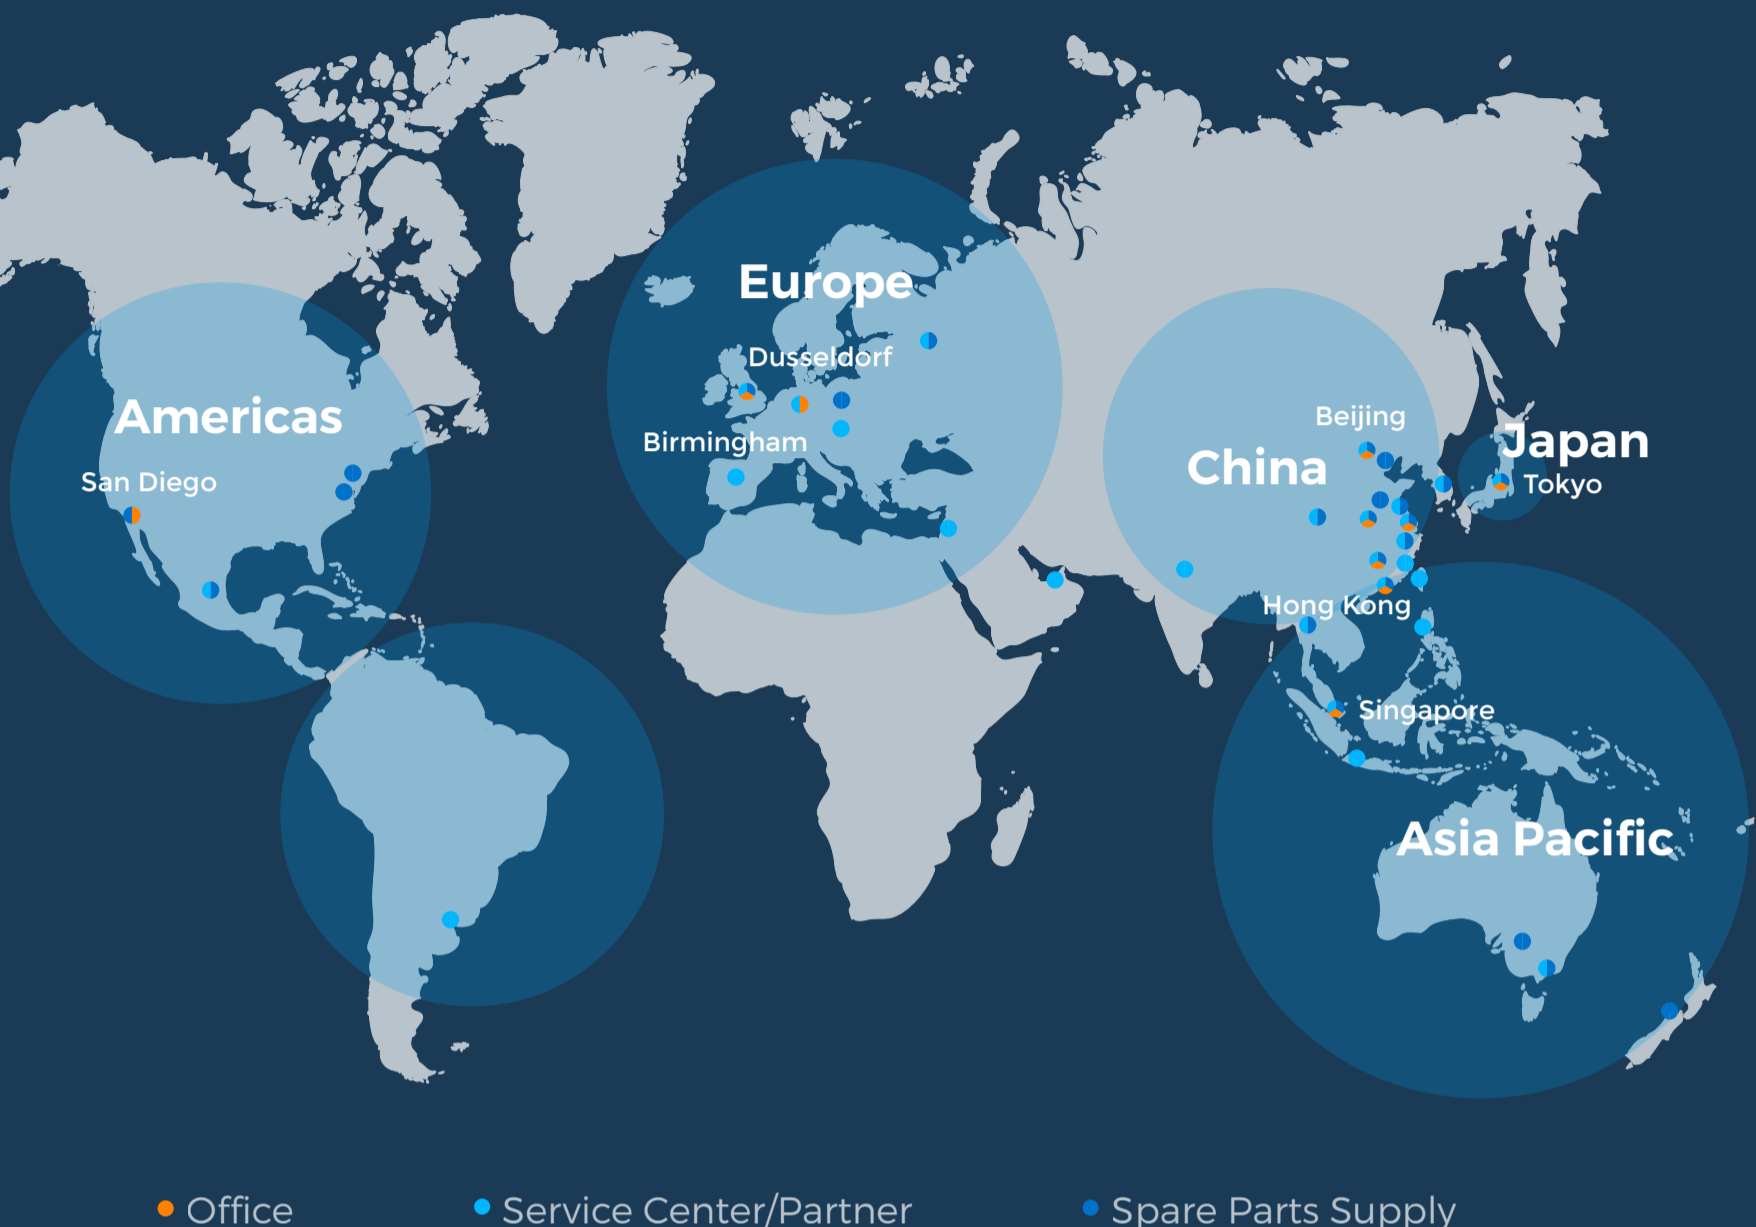 Europe
Dusseldorf
Americas
Beijing
Japan
Birmingham
China
San Diego
Tokyo
Hong Kong
Singapore
Asia Pacific
Office
Service Center/Partner
Spare Parts Supply